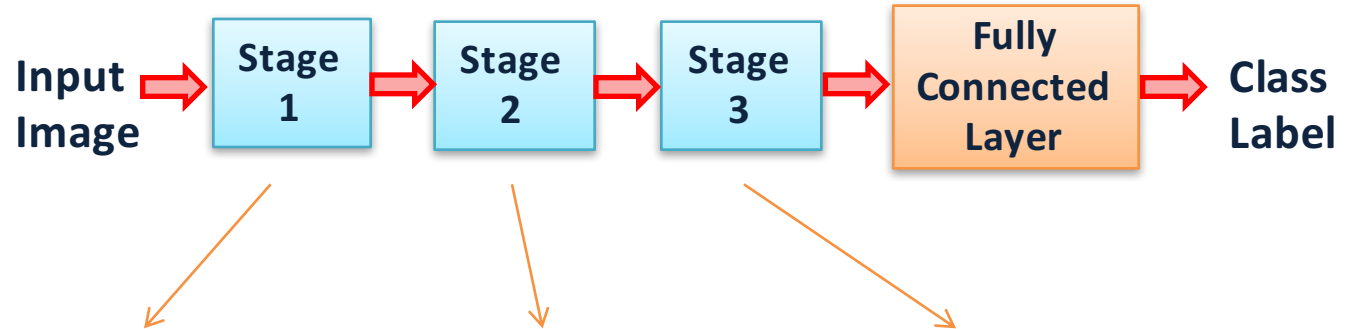 Input
Image
Stage
1
Stage
2
Stage
3
Fully
Connected
Layer
Class
Label